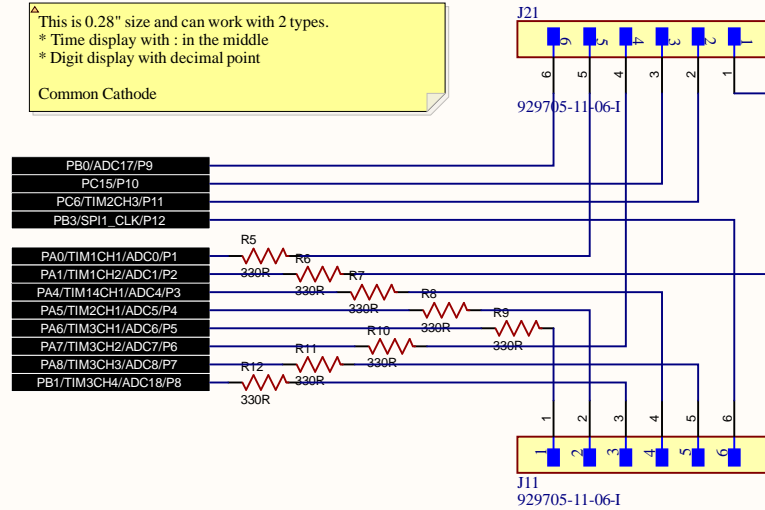 This is 0.28" size and can work with 2 types.
* Time display with : in the middle
* Digit display with decimal point
Common Cathode
J21
6 5 4 3 2 1
6 5 4 3 2 1
929705-11-06-I
PB0/ADC17/P9
PC15/P10
PC6/TIM2CH3/P11
PB3/SPI1_CLK/P12
PA0/TIM1CH1/ADC0/P1
R5
330R
PA1/TIM1CH2/ADC1/P2
R6
330R
PA4/TIM14CH1/ADC4/P3
R7
330R
PA5/TIM2CH1/ADC5/P4
R8
330R
PA6/TIM3CH1/ADC6/P5
R9
330R
PA7/TIM3CH2/ADC7/P6
R10
330R
PA8/TIM3CH3/ADC8/P7
R11
330R
PB1/TIM3CH4/ADC18/P8
R12
330R
1 2 3 4 5 6
1 2 3 4 5 6
J11
929705-11-06-I